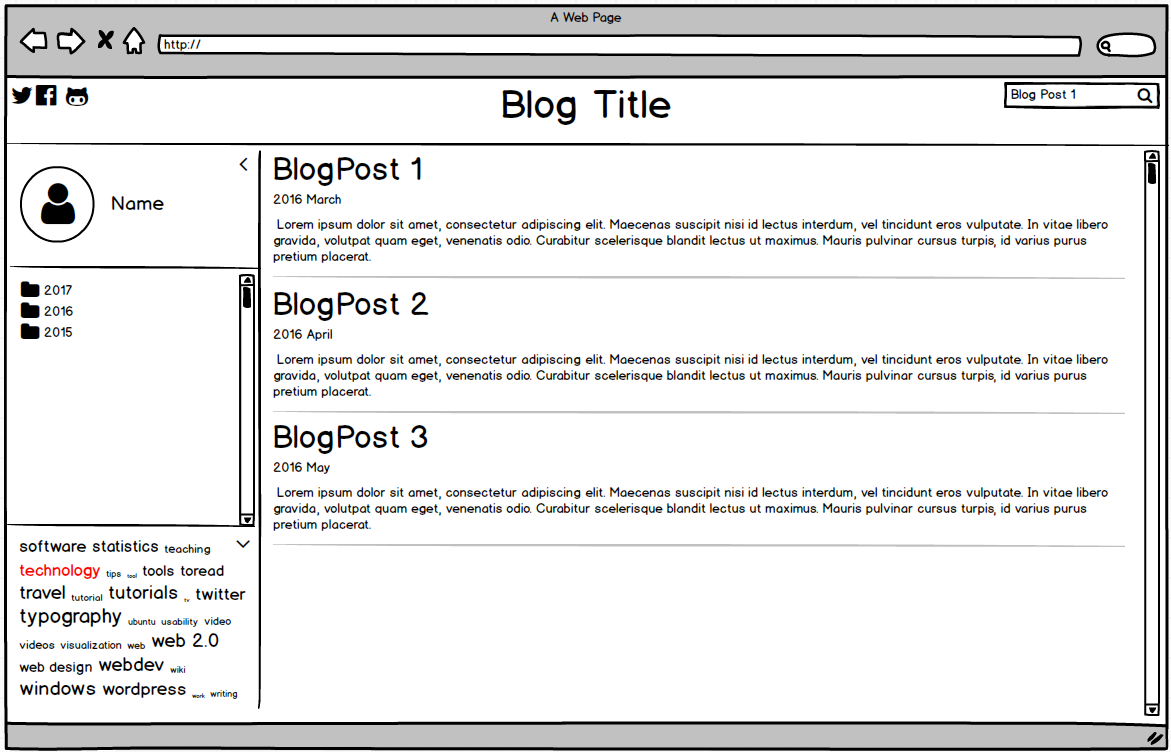 A Web Page
http://
Blog Title
Blog Post 1
Name
2017
2016
2015
software statistics teaching
technology tips tool tools toread
travel tutorial tutorials tv twitter
typography ubuntu usability video
videos visualization web web 2.0
web design webdev wiki
windows wordpress work writing
BlogPost 1
2016 March
Lorem ipsum dolor sit amet, consectetur adipiscing elit. Maecenas suscipit nisi id lectus interdum, vel tincidunt eros vulputate. In vitae libero
gravida, volutpat quam eget, venenatis odio. Curabitur scelerisque blandit lectus ut maximus. Mauris pulvinar cursus turpis, id varius purus
pretium placerat.
BlogPost 2
2016 April
Lorem ipsum dolor sit amet, consectetur adipiscing elit. Maecenas suscipit nisi id lectus interdum, vel tincidunt eros vulputate. In vitae libero
gravida, volutpat quam eget, venenatis odio. Curabitur scelerisque blandit lectus ut maximus. Mauris pulvinar cursus turpis, id varius purus
pretium placerat.
BlogPost 3
2016 May
Lorem ipsum dolor sit amet, consectetur adipiscing elit. Maecenas suscipit nisi id lectus interdum, vel tincidunt eros vulputate. In vitae libero
gravida, volutpat quam eget, venenatis odio. Curabitur scelerisque blandit lectus ut maximus. Mauris pulvinar cursus turpis, id varius purus
pretium placerat.